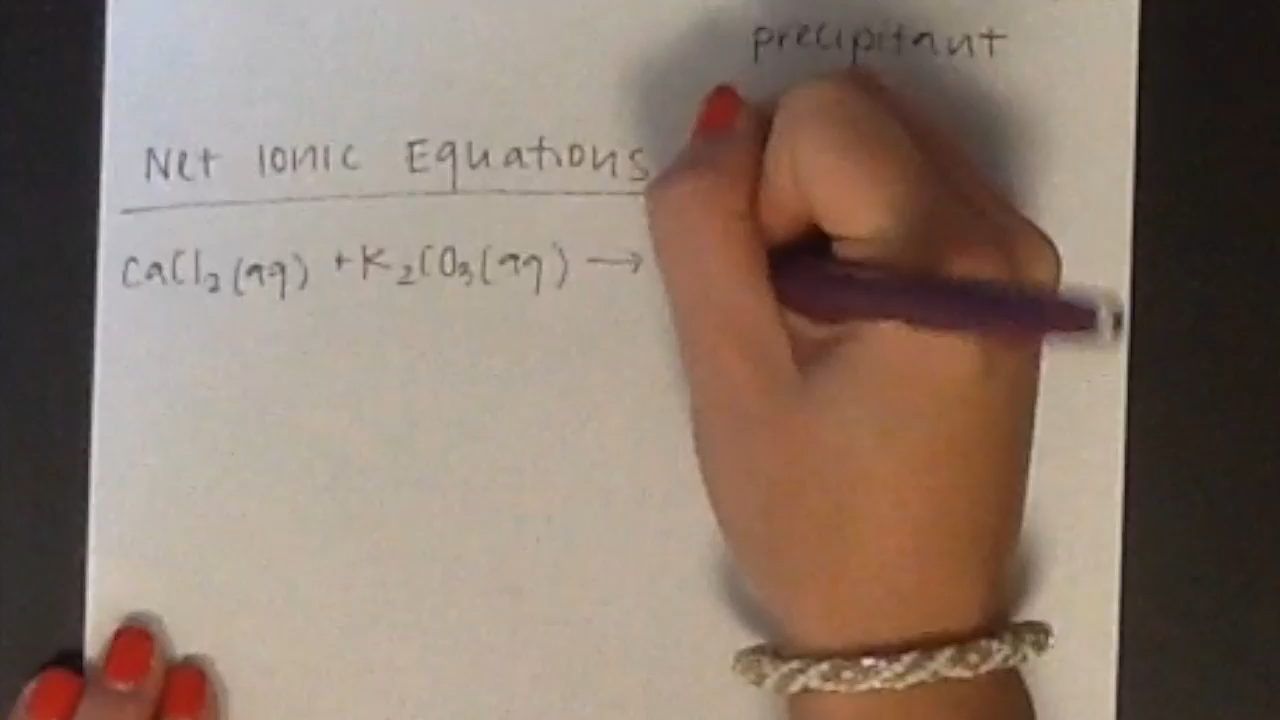 precipitant
Net Ionic Equations
CaCl₂(aq) + K₂CO₃(aq) →